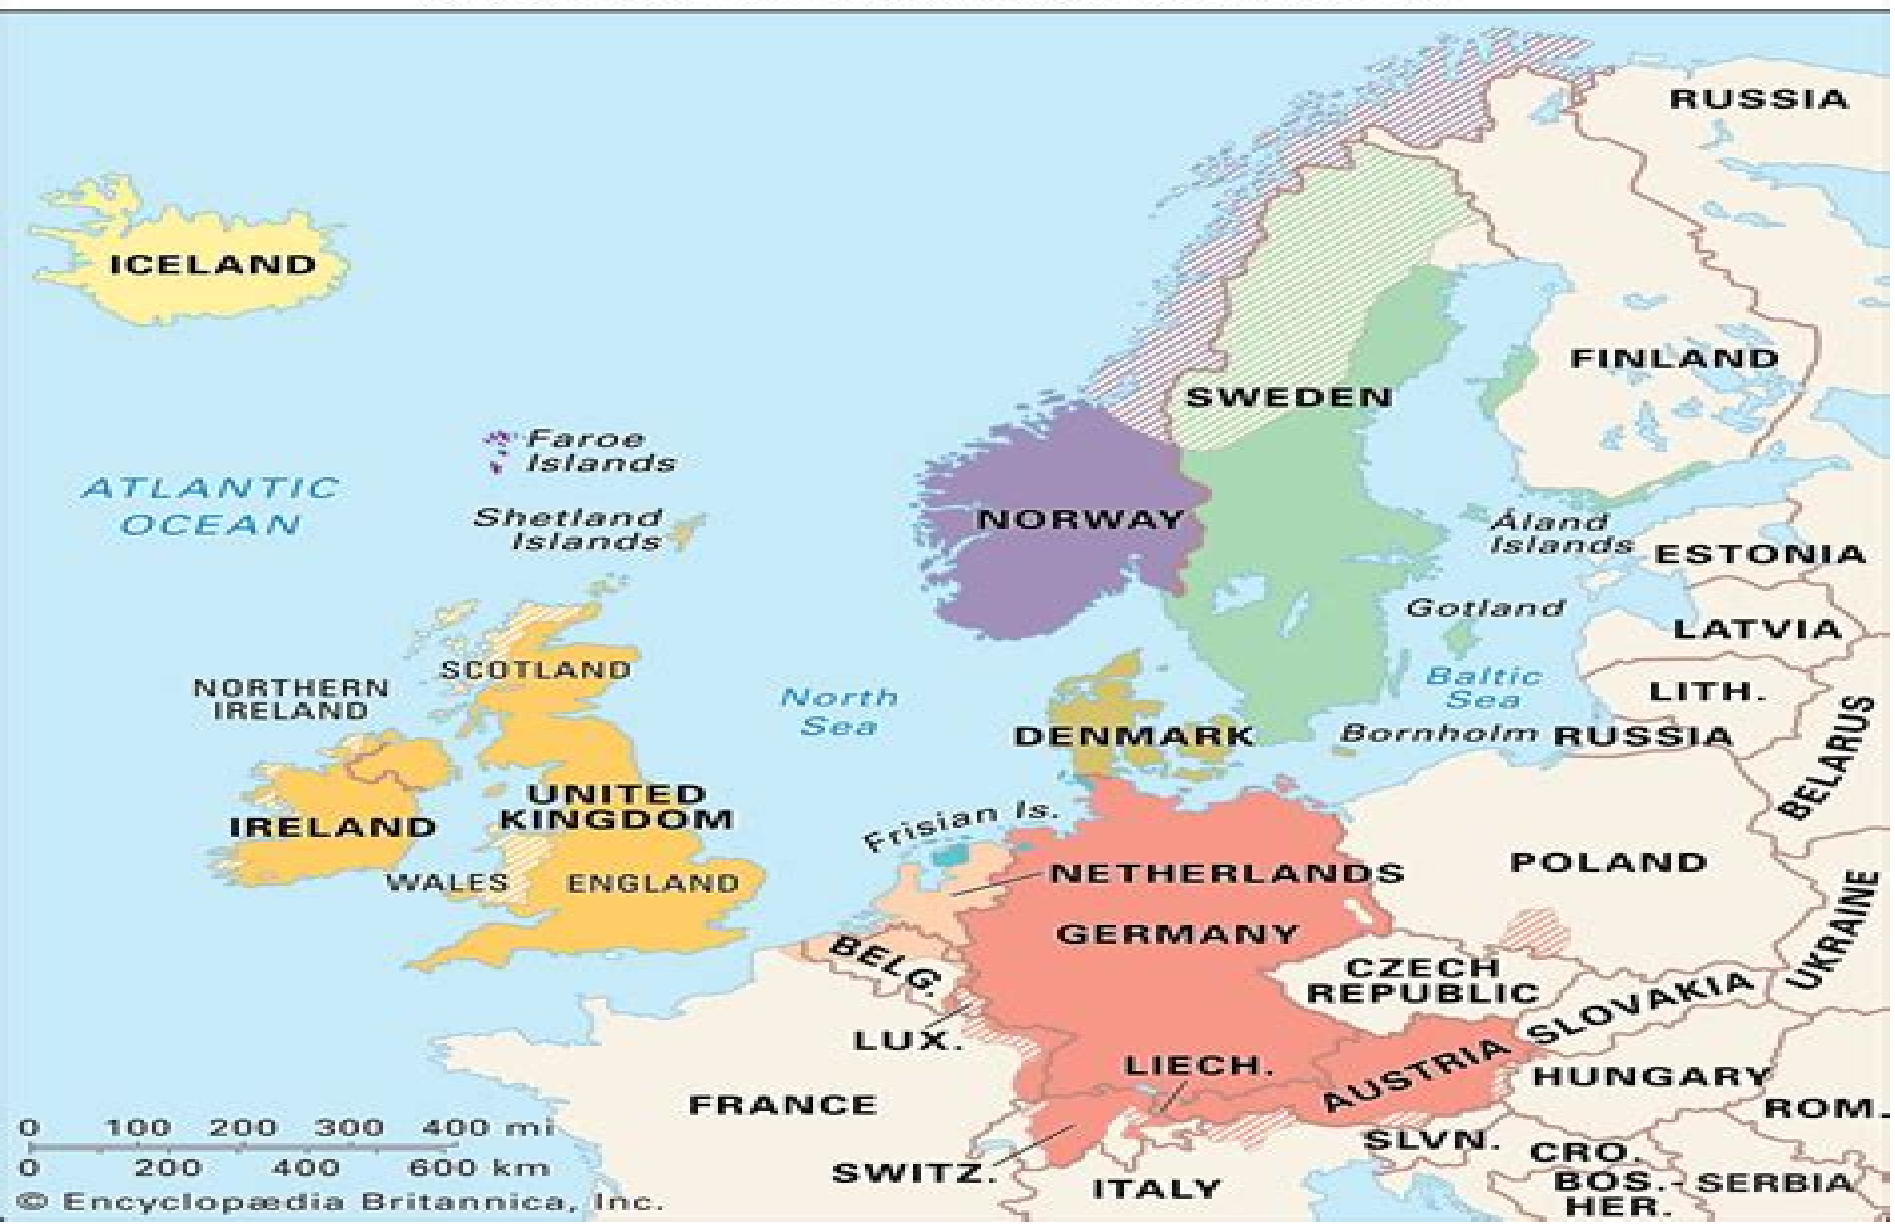 RUSSIA
ICELAND
FINLAND
SWEDEN
Faroe
Islands
ATLANTIC
OCEAN
Shetland
Islands
NORWAY
Åland
Islands
ESTONIA
Gotland
LATVIA
SCOTLAND
NORTHERN
IRELAND
North
Sea
Baltic
Sea
LITH.
DENMARK
Bornholm
RUSSIA
BELARUS
UNITED
KINGDOM
IRELAND
Frisian Is.
WALES
ENGLAND
NETHERLANDS
POLAND
GERMANY
UKRAINE
BELG.
CZECH
REPUBLIC
SLOVAKIA
LUX.
LIECH.
AUSTRIA
HUNGARY
FRANCE
ROM.
0 100 200 300 400 mi
0 200 400 600 km
SLVN.
CRO.
SWITZ.
ITALY
BOS.-
HER.
SERBIA
© Encyclopædia Britannica, Inc.